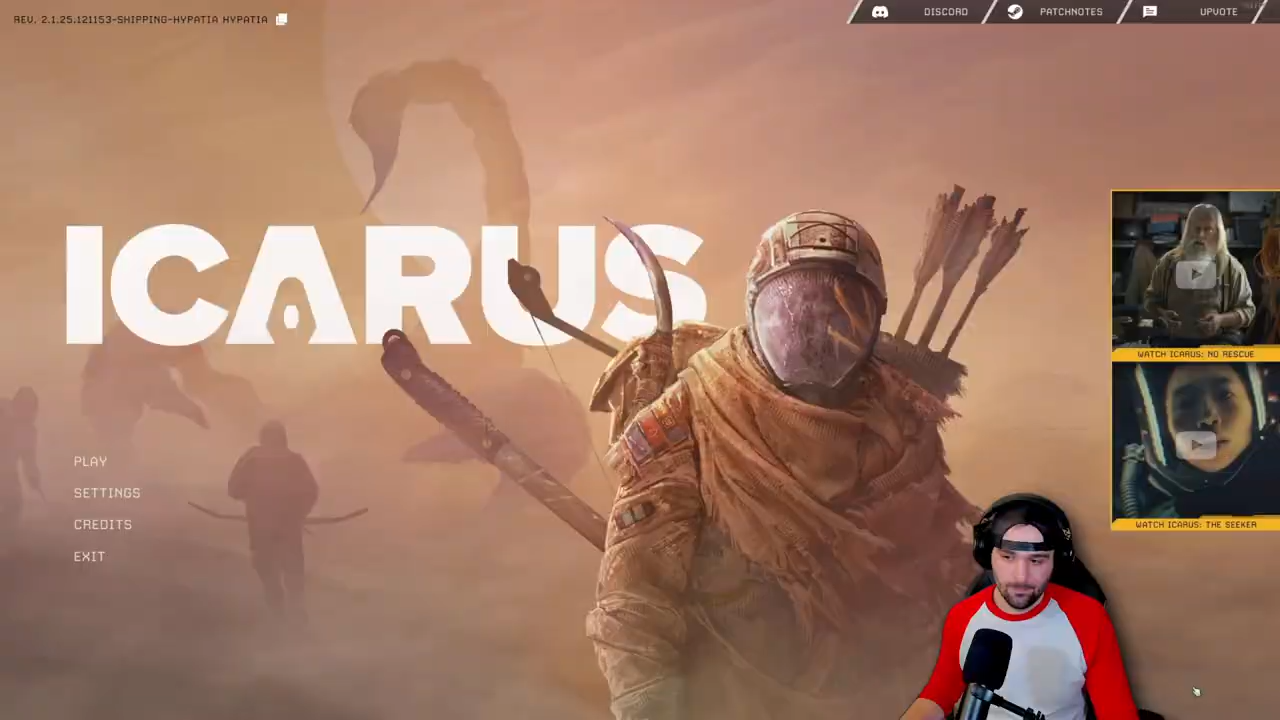 REV. 2.1.25.121153-SHIPPING-HYPATIA HYPATIA
DISCORD
PATCHNOTES
UPVOTE
ICARUS
WATCH ICARUS: NO RESCUE
WATCH ICARUS: THE SEEKER
PLAY
SETTINGS
CREDITS
EXIT